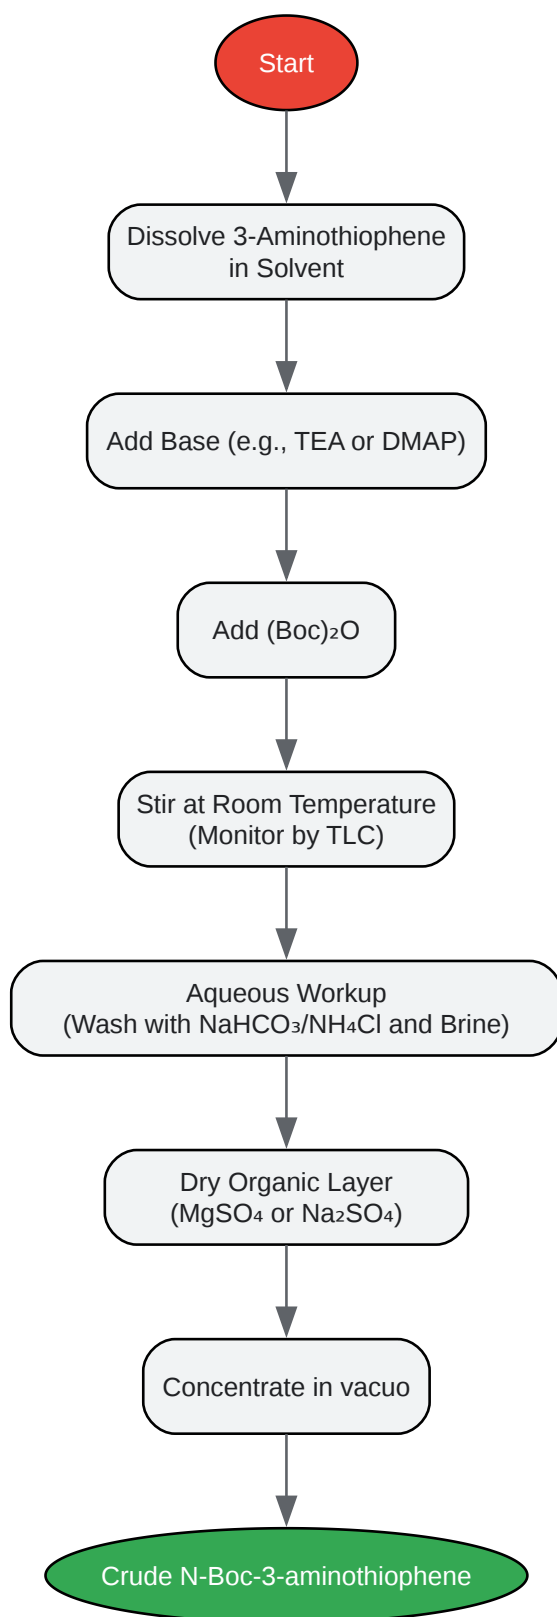 Start
Dissolve 3-Aminothiophene
in Solvent
Add Base (e.g., TEA or DMAP)
Add (Boc)₂O
Stir at Room Temperature
(Monitor by TLC)
Aqueous Workup
(Wash with NaHCO₃/NH₄Cl and Brine)
Dry Organic Layer
(MgSO₄ or Na₂SO₄)
Concentrate in vacuo
Crude N-Boc-3-aminothiophene